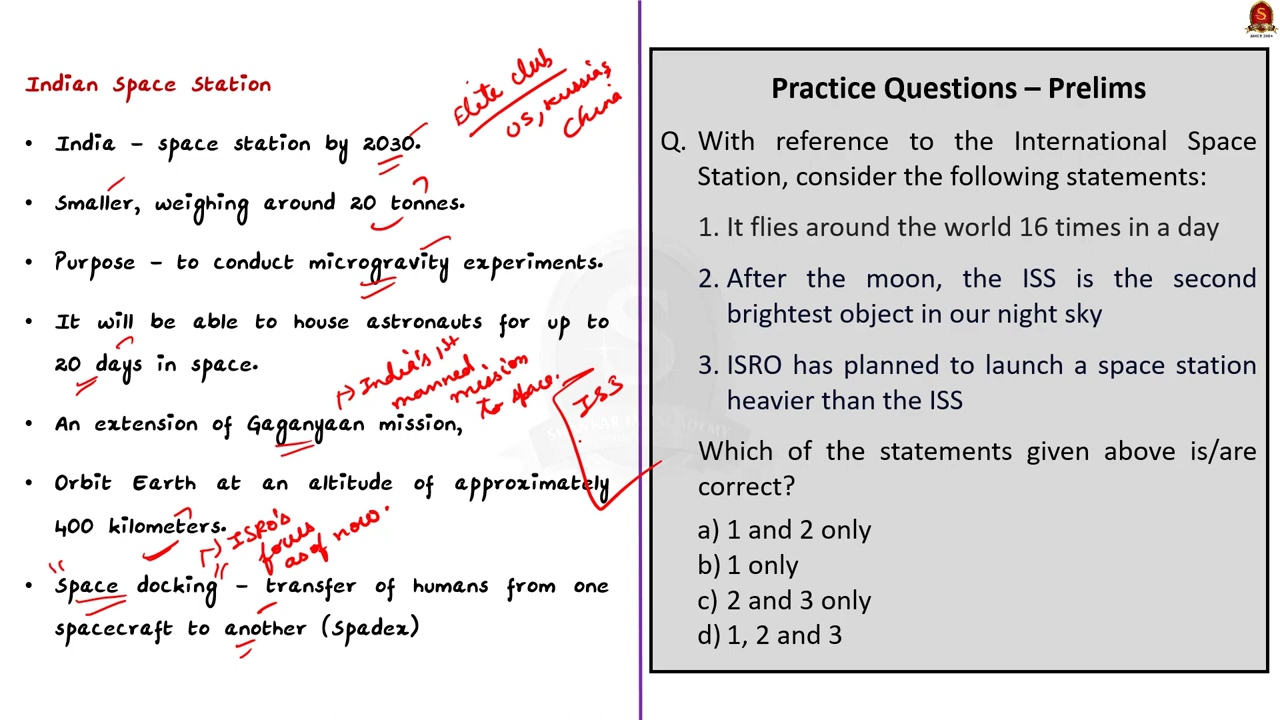 Indian Space Station
Elite club
US, Russia,
China
• India – space station by 2030.
• Smaller, weighing around 20 tonnes.
• Purpose – to conduct microgravity experiments.
• It will be able to house astronauts for up to
20 days in space.
India's 1st
manned
mission
to space.
ISS
• An extension of Gaganyaan mission,
• Orbit Earth at an altitude of approximately
400 kilometers.
ISRO's
focus
as of now.
• "Space docking" – transfer of humans from one
spacecraft to another (Spadex)
Practice Questions – Prelims
Q. With reference to the International Space
Station, consider the following statements:
1. It flies around the world 16 times in a day
2. After the moon, the ISS is the second
brightest object in our night sky
3. ISRO has planned to launch a space station
heavier than the ISS
Which of the statements given above is/are
correct?
a) 1 and 2 only
b) 1 only
c) 2 and 3 only
d) 1, 2 and 3